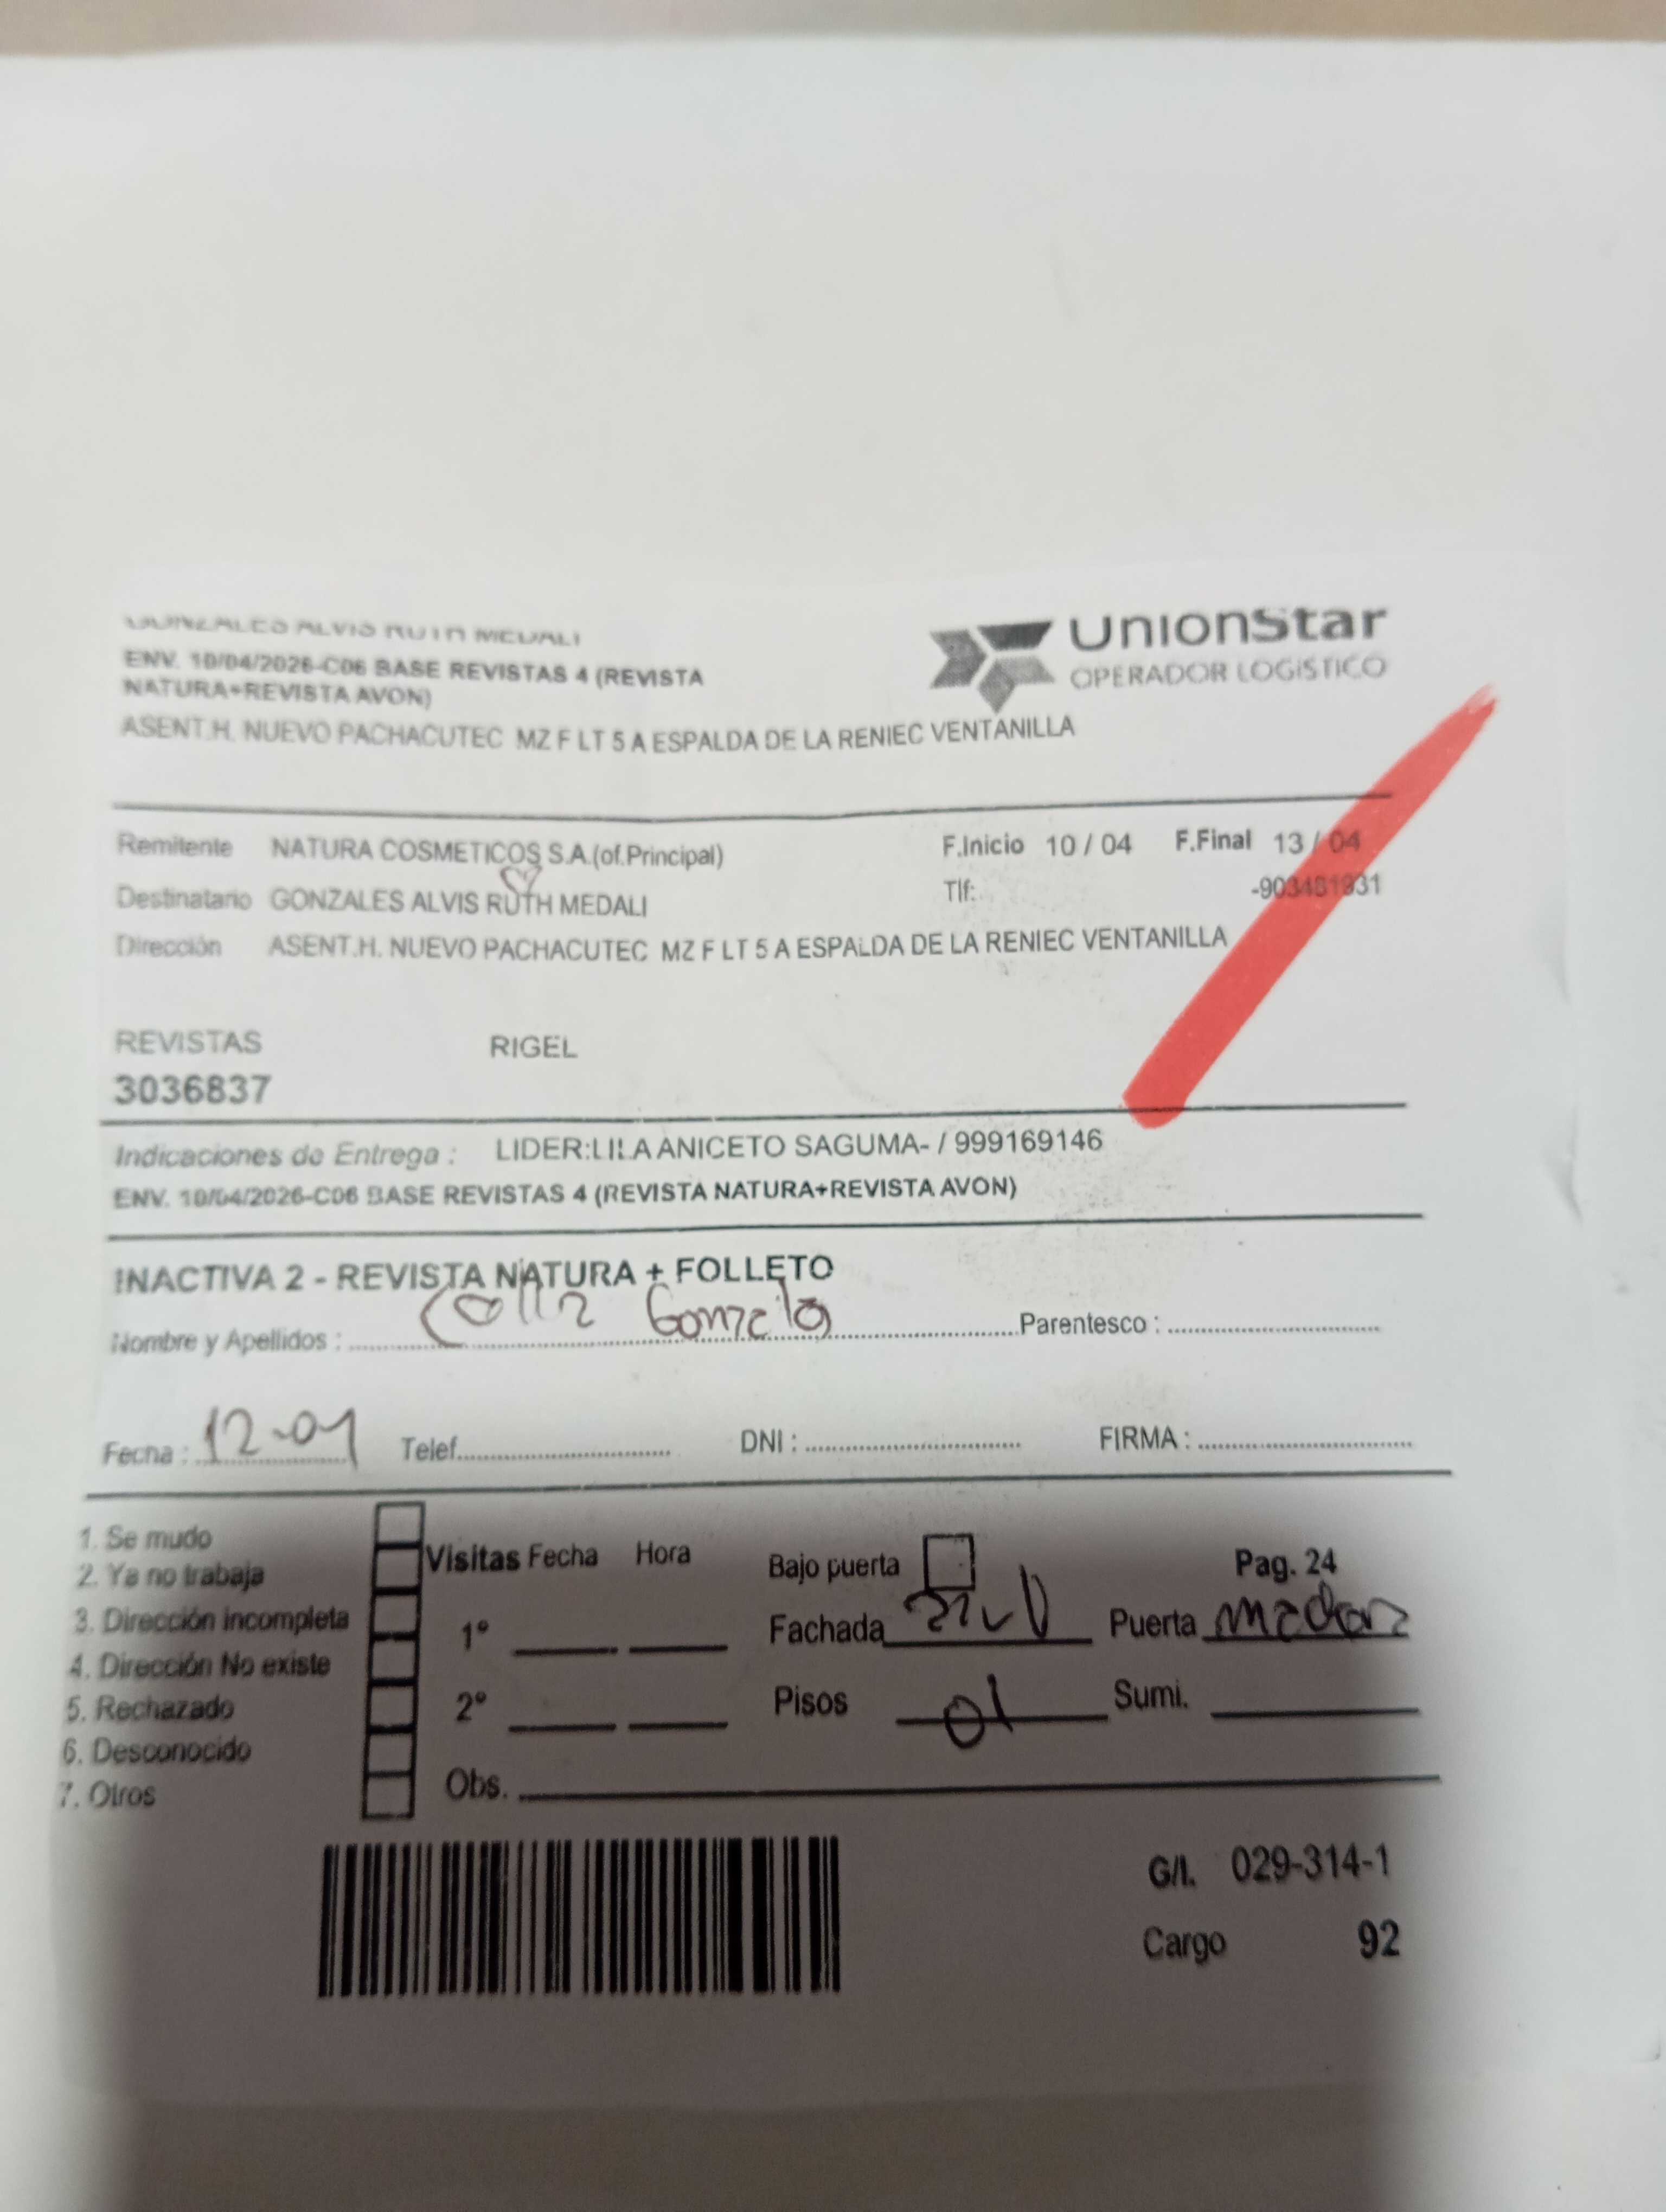 GONZALES ALVIS RUTH MEDALI
UnionStar
OPERADOR LOGISTICO
ENV. 10/04/2026-C06 BASE REVISTAS 4 (REVISTA
NATURA+REVISTA AVON)
ASENT.H. NUEVO PACHACUTEC MZ F LT 5 A ESPALDA DE LA RENIEC VENTANILLA
Remitente NATURA COSMETICOS S.A.(of.Principal) F.Inicio 10 / 04 F.Final 13 / 04
Destinatario GONZALES ALVIS RUTH MEDALI Tlf: -903481931
Dirección ASENT.H. NUEVO PACHACUTEC MZ F LT 5 A ESPALDA DE LA RENIEC VENTANILLA
REVISTAS RIGEL
3036837
Indicaciones de Entrega : LIDER:LILA ANICETO SAGUMA- / 999169146
ENV. 10/04/2026-C06 BASE REVISTAS 4 (REVISTA NATURA+REVISTA AVON)
INACTIVA 2 - REVISTA NATURA + FOLLETO
Nombre y Apellidos : Parentesco :
Fecha : 12-04 Telef. DNI : FIRMA :
1. Se mudo
2. Ya no trabaja
3. Dirección incompleta
4. Dirección No existe
5. Rechazado
6. Desconocido
7. Otros
Visitas Fecha Hora Bajo puerta Pag. 24
1° Fachada Puerta
2° Pisos 01 Sumi.
Obs.
G/I. 029-314-1
Cargo 92